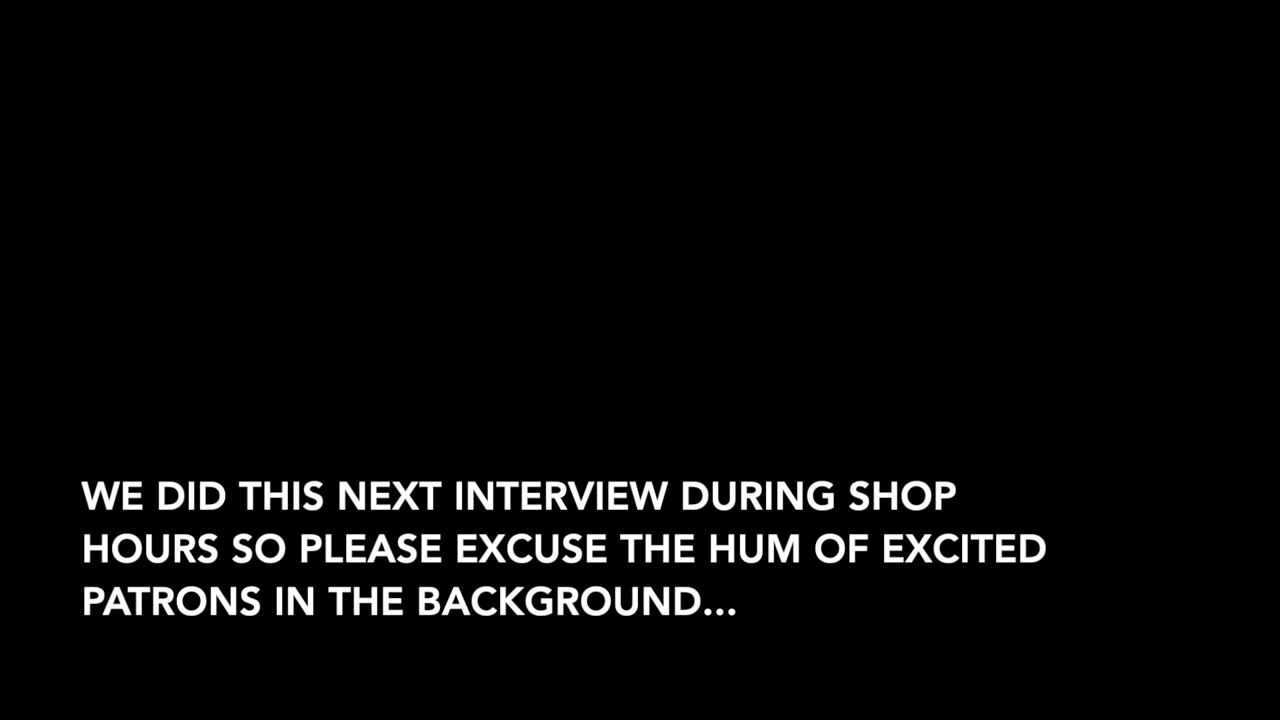 WE DID THIS NEXT INTERVIEW DURING SHOP
HOURS SO PLEASE EXCUSE THE HUM OF EXCITED
PATRONS IN THE BACKGROUND...